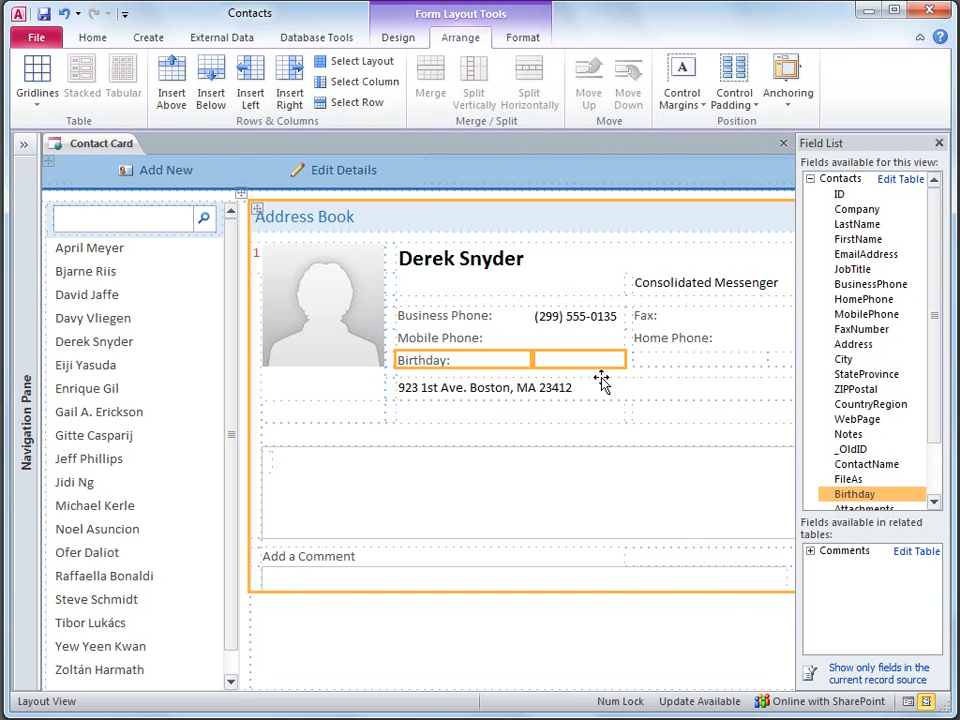 Contacts
Form Layout Tools
File Home Create External Data Database Tools Design Arrange Format
Gridlines Stacked Tabular
Table
Insert Above Insert Below Insert Left Insert Right
Select Layout
Select Column
Select Row
Rows & Columns
Merge Split Vertically Split Horizontally
Merge / Split
Move Up Move Down
Move
Control Margins Control Padding Anchoring
Position
Contact Card
Add New Edit Details
Navigation Pane
April Meyer
Bjarne Riis
David Jaffe
Davy Vliegen
Derek Snyder
Eiji Yasuda
Enrique Gil
Gail A. Erickson
Gitte Casparij
Jeff Phillips
Jidi Ng
Michael Kerle
Noel Asuncion
Ofer Daliot
Raffaella Bonaldi
Steve Schmidt
Tibor Lukács
Yew Yeen Kwan
Zoltán Harmath
Address Book
1
Derek Snyder
Consolidated Messenger
Business Phone: (299) 555-0135 Fax:
Mobile Phone: Home Phone:
Birthday:
923 1st Ave. Boston, MA 23412
Add a Comment
Field List
Fields available for this view:
Contacts Edit Table
ID
Company
LastName
FirstName
EmailAddress
JobTitle
BusinessPhone
HomePhone
MobilePhone
FaxNumber
Address
City
StateProvince
ZIPPostal
CountryRegion
WebPage
Notes
_OldID
ContactName
FileAs
Birthday
Attachments
Fields available in related
tables:
Comments Edit Table
Show only fields in the
current record source
Layout View
Num Lock Update Available Online with SharePoint